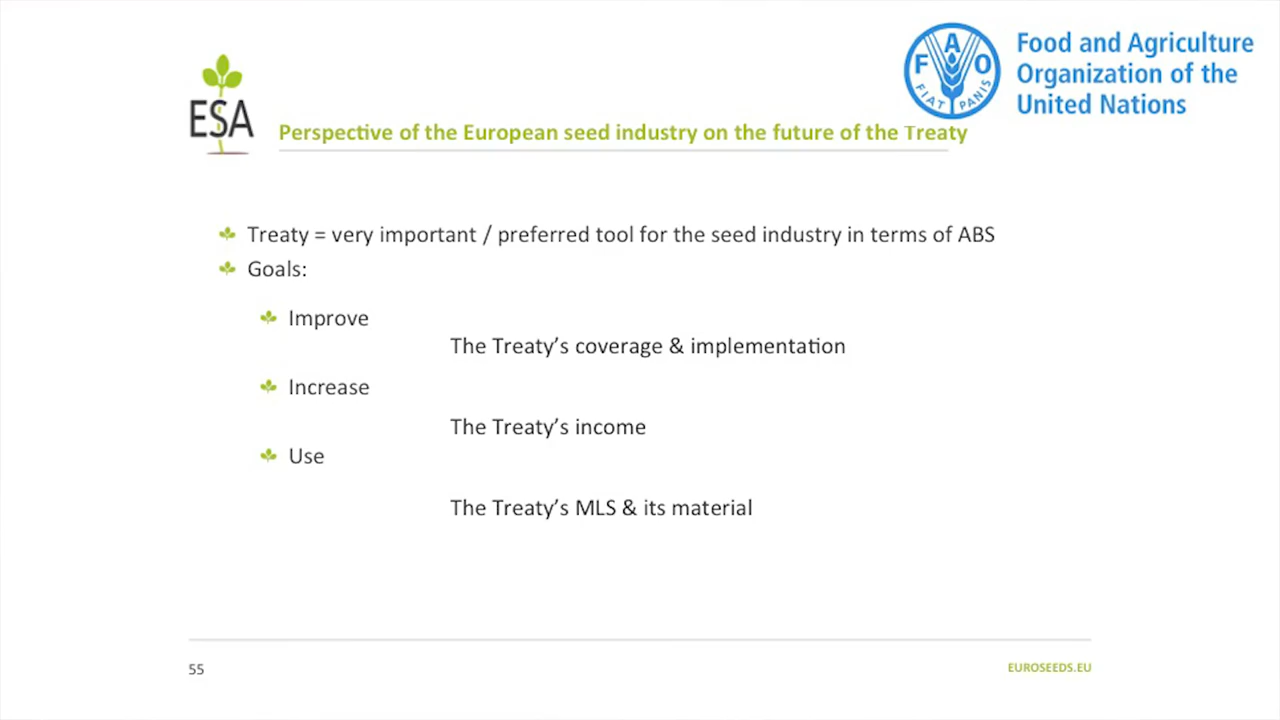 FAO
FIAT PANIS
Food and Agriculture
Organization of the
United Nations
ESA
Perspective of the European seed industry on the future of the Treaty
Treaty = very important / preferred tool for the seed industry in terms of ABS
Goals:
Improve
The Treaty’s coverage & implementation
Increase
The Treaty’s income
Use
The Treaty’s MLS & its material
55
EUROSEEDS.EU